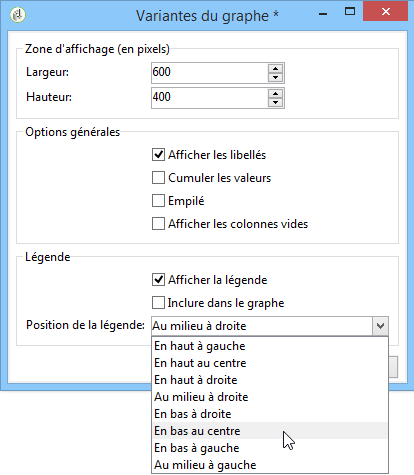 Variantes du graphe *
Zone d'affichage (en pixels)
Largeur: 600
Hauteur: 400
Options générales
Afficher les libellés
Cumuler les valeurs
Empilé
Afficher les colonnes vides
Légende
Afficher la légende
Inclure dans le graphe
Position de la légende: Au milieu à droite
En haut à gauche
En haut au centre
En haut à droite
Au milieu à droite
En bas à droite
En bas au centre
En bas à gauche
Au milieu à gauche